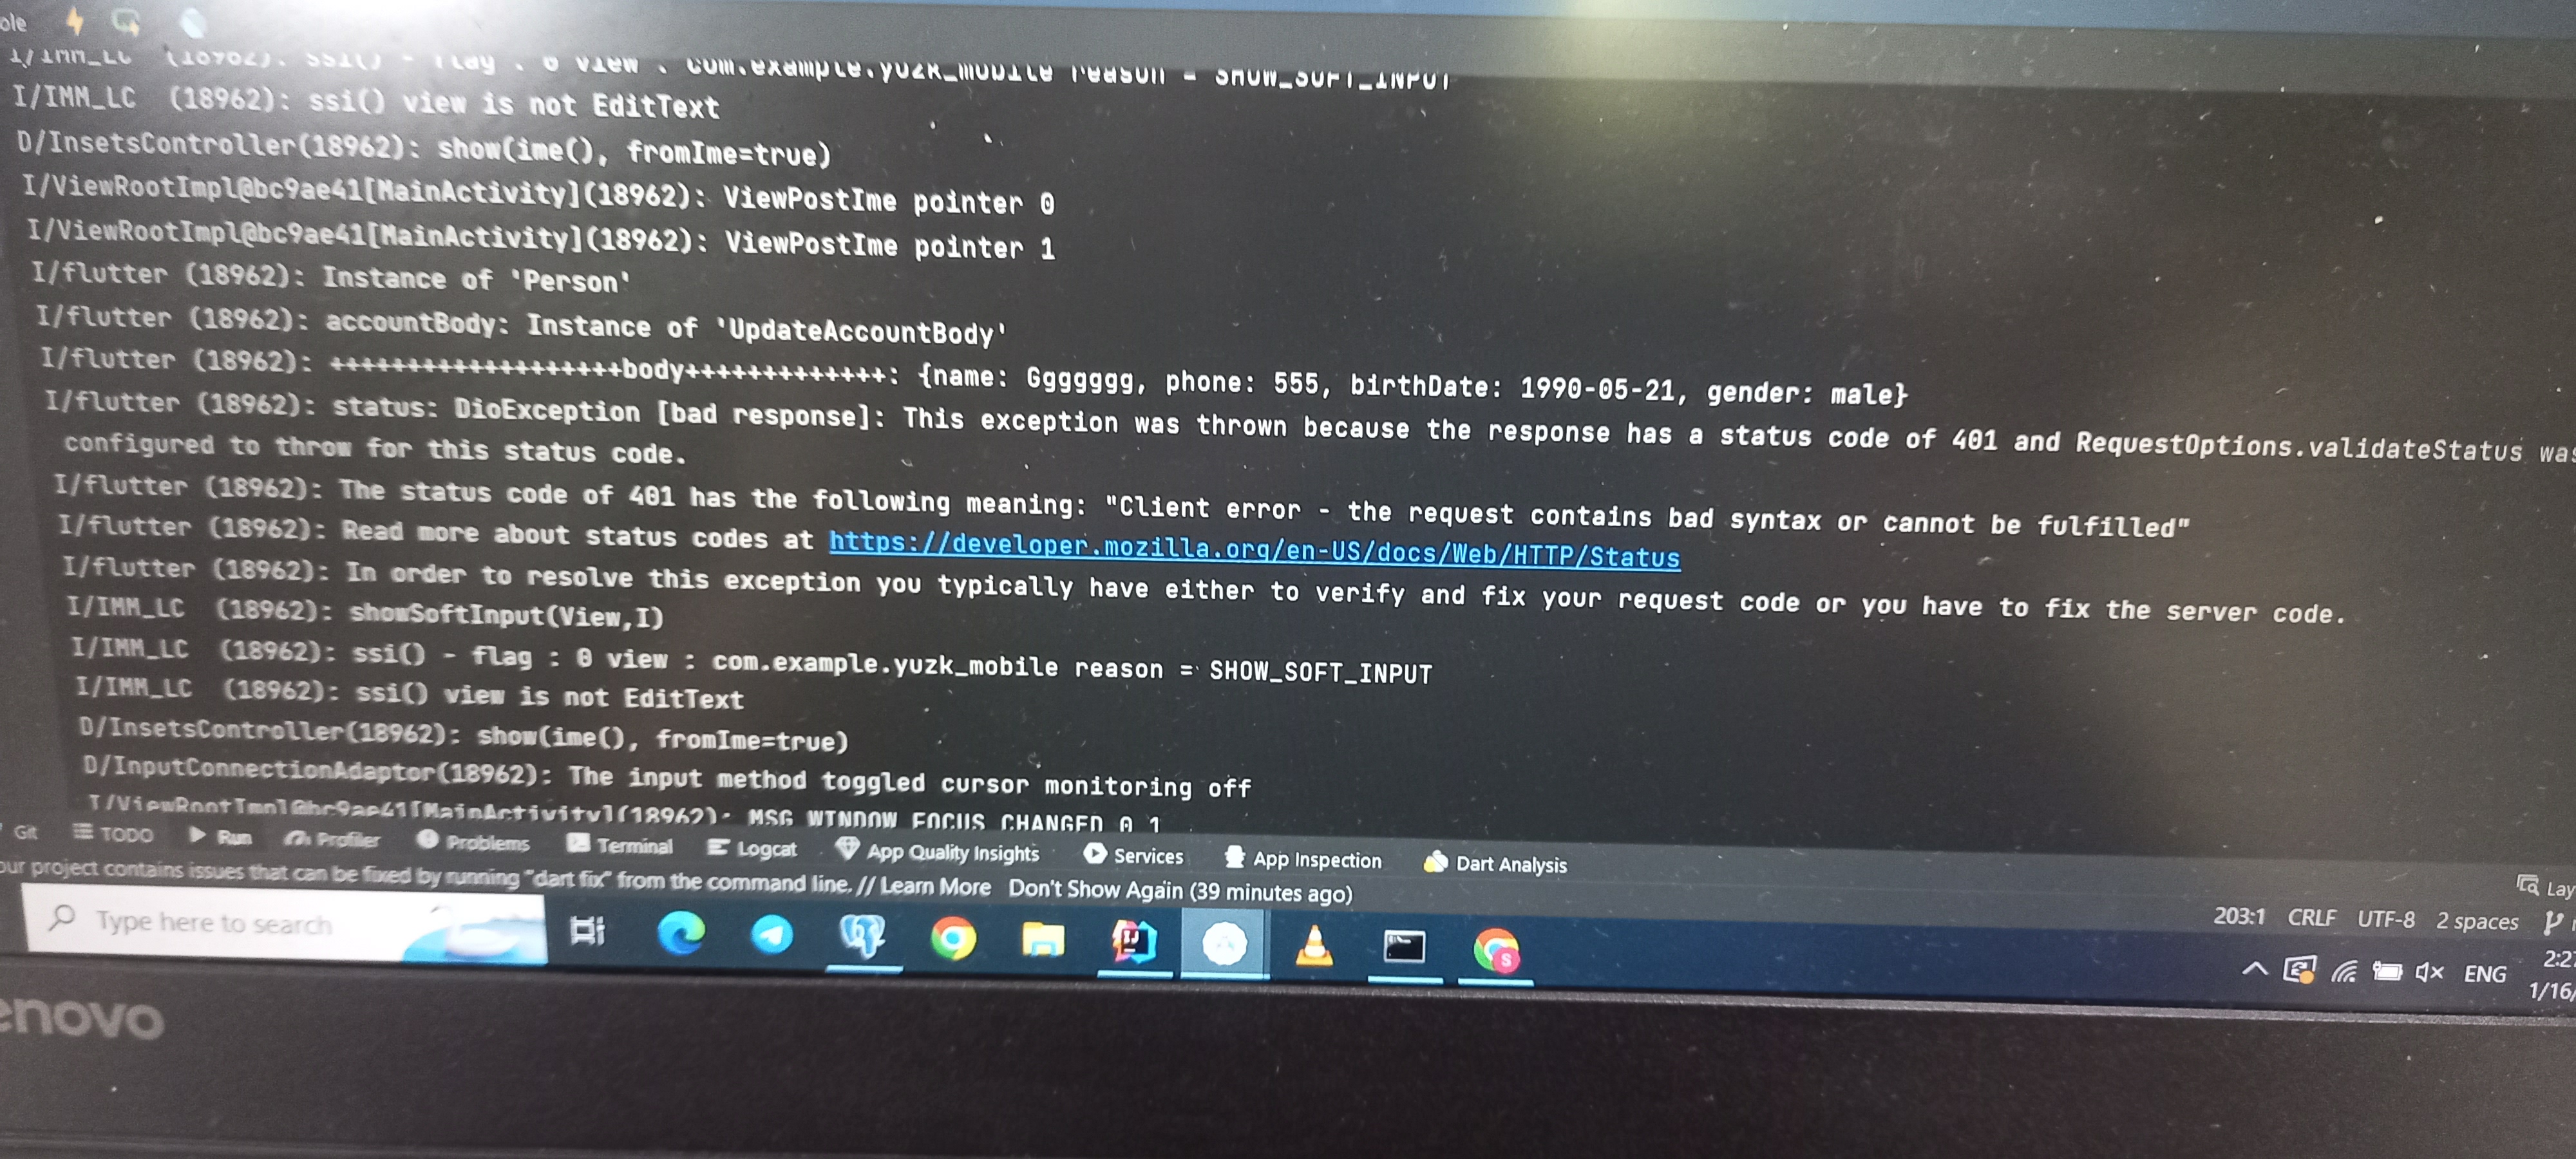 ole
I/IMM_LC (18962): ssi() - flag : 0 view : com.example.yuzk_mobile reason = SHOW_SOFT_INPUT
I/IMM_LC (18962): ssi() view is not EditText
D/InsetsController(18962): show(ime(), fromIme=true)
I/ViewRootImpl@bc9ae41[MainActivity](18962): ViewPostIme pointer 0
I/ViewRootImpl@bc9ae41[MainActivity](18962): ViewPostIme pointer 1
I/flutter (18962): Instance of 'Person'
I/flutter (18962): accountBody: Instance of 'UpdateAccountBody'
I/flutter (18962): +++++++++++++++++++body+++++++++++++: {name: Ggggggg, phone: 555, birthDate: 1990-05-21, gender: male}
I/flutter (18962): status: DioException [bad response]: This exception was thrown because the response has a status code of 401 and RequestOptions.validateStatus was
configured to throw for this status code.
I/flutter (18962): The status code of 401 has the following meaning: "Client error - the request contains bad syntax or cannot be fulfilled"
I/flutter (18962): Read more about status codes at https://developer.mozilla.org/en-US/docs/Web/HTTP/Status
I/flutter (18962): In order to resolve this exception you typically have either to verify and fix your request code or you have to fix the server code.
I/IMM_LC (18962): showSoftInput(View,I)
I/IMM_LC (18962): ssi() - flag : 0 view : com.example.yuzk_mobile reason = SHOW_SOFT_INPUT
I/IMM_LC (18962): ssi() view is not EditText
D/InsetsController(18962): show(ime(), fromIme=true)
D/InputConnectionAdaptor(18962): The input method toggled cursor monitoring off
I/ViewRootImpl@bc9ae41[MainActivity](18962): MSG_WINDOW_FOCUS_CHANGED 0 1
Git TODO Run Profiler Problems Terminal Logcat App Quality Insights Services App Inspection Dart Analysis
our project contains issues that can be fixed by running "dart fix" from the command line. // Learn More Don't Show Again (39 minutes ago)
Lay
203:1 CRLF UTF-8 2 spaces
Type here to search
ENG
2:2
1/16/
enovo